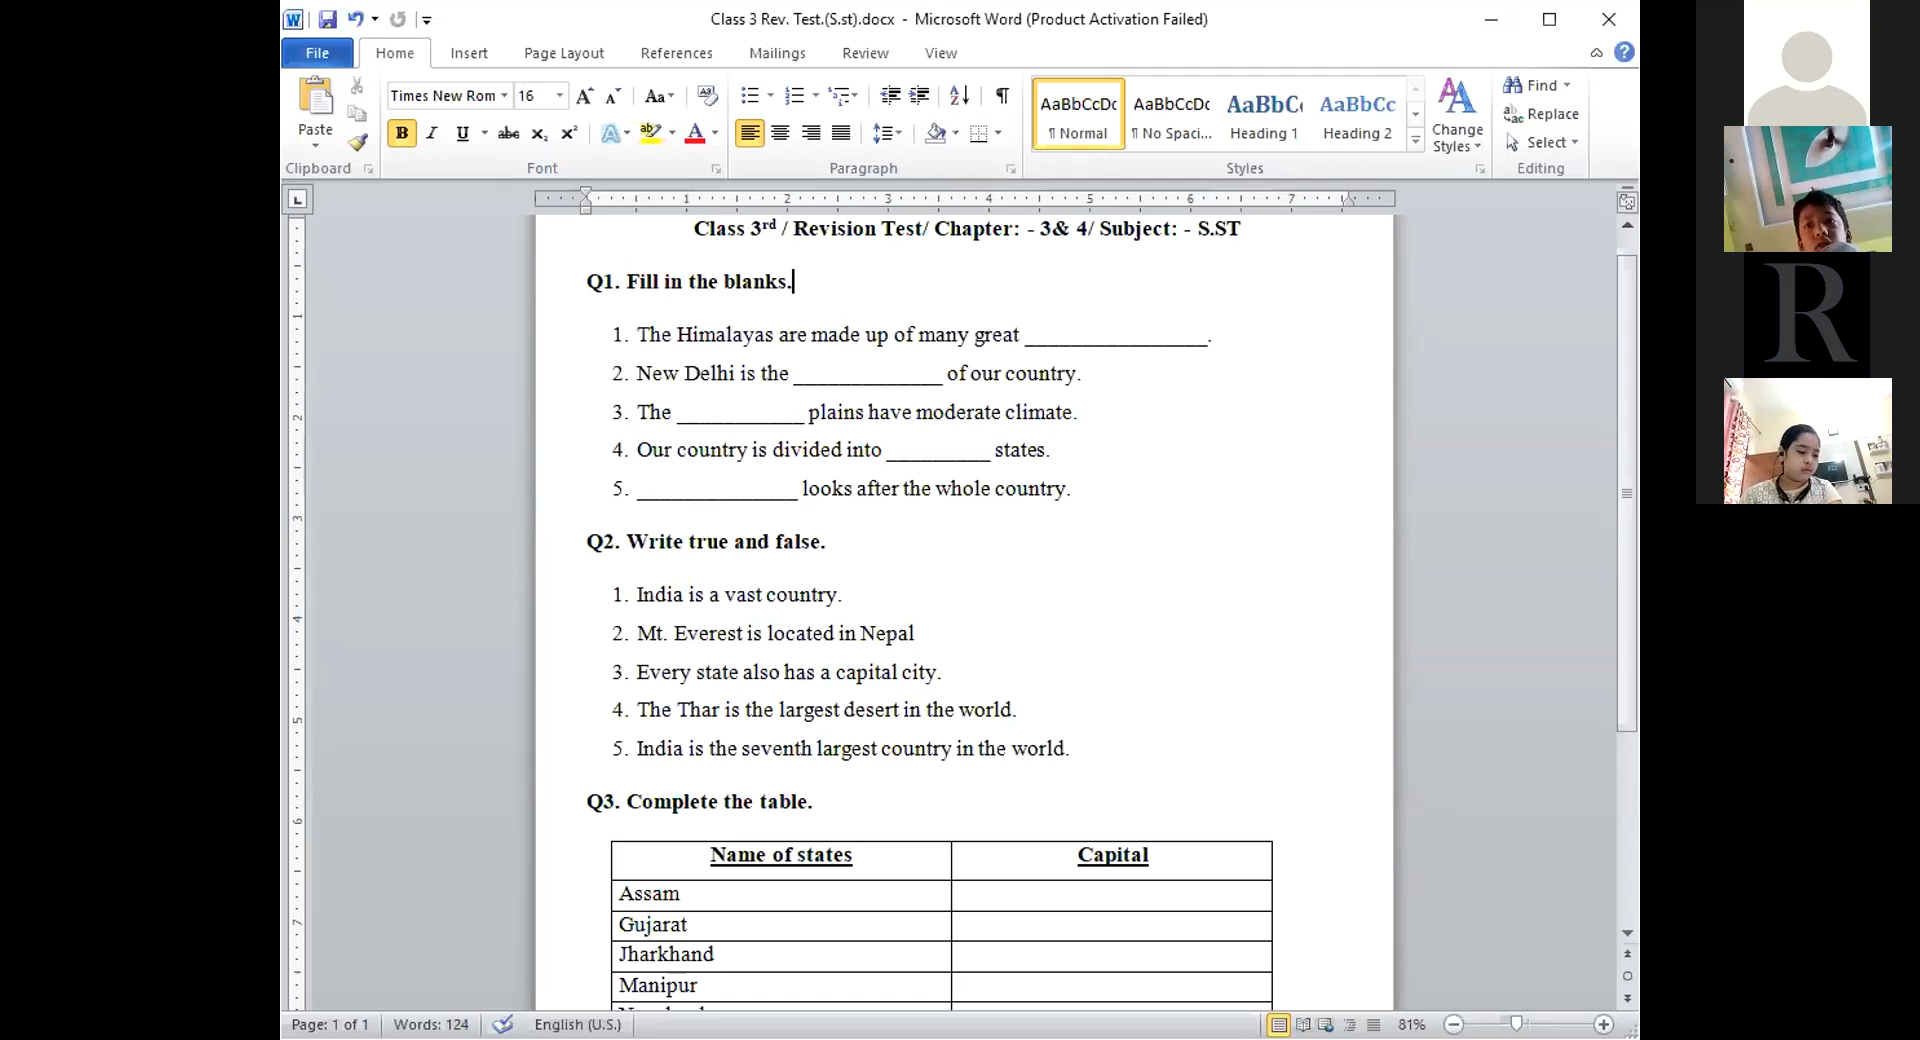 Class 3 Rev. Test.(S.st).docx - Microsoft Word (Product Activation Failed)
File Home Insert Page Layout References Mailings Review View
Times New Rom 16
Paste
AaBbCcDc AaBbCcDc AaBbC AaBbCc
¶ Normal ¶ No Spaci... Heading 1 Heading 2
Change Styles
Find
Replace
Select
Clipboard Font Paragraph Styles Editing
Class 3rd / Revision Test/ Chapter: - 3& 4/ Subject: - S.ST
Q1. Fill in the blanks.
1. The Himalayas are made up of many great ________________.
2. New Delhi is the _____________ of our country.
3. The ___________ plains have moderate climate.
4. Our country is divided into _________ states.
5. ______________ looks after the whole country.
Q2. Write true and false.
1. India is a vast country.
2. Mt. Everest is located in Nepal
3. Every state also has a capital city.
4. The Thar is the largest desert in the world.
5. India is the seventh largest country in the world.
Q3. Complete the table.
Name of states Capital
Assam
Gujarat
Jharkhand
Manipur
Page: 1 of 1 Words: 124 English (U.S.) 81%
R